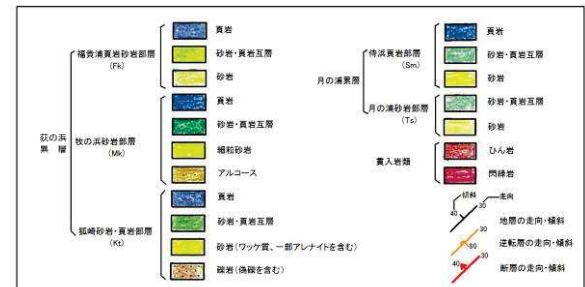 荻の浜累層
福貴浦頁岩砂岩部層
(Fk)
頁岩
砂岩・頁岩互層
砂岩
牧の浜砂岩部層
(Mk)
頁岩
砂岩・頁岩互層
細粒砂岩
アルコース
狐崎砂岩・頁岩部層
(Kt)
頁岩
砂岩・頁岩互層
砂岩(ワッケ質、一部アレナイトを含む)
礫岩(偽礫を含む)
月の浦累層
侍浜頁岩部層
(Sm)
頁岩
砂岩・頁岩互層
砂岩
月の浦砂岩部層
(Ts)
砂岩・頁岩互層
砂岩
貫入岩類
ひん岩
閃緑岩
傾斜 走向
40 30
地層の走向・傾斜
30
60
逆転層の走向・傾斜
40 30
断層の走向・傾斜